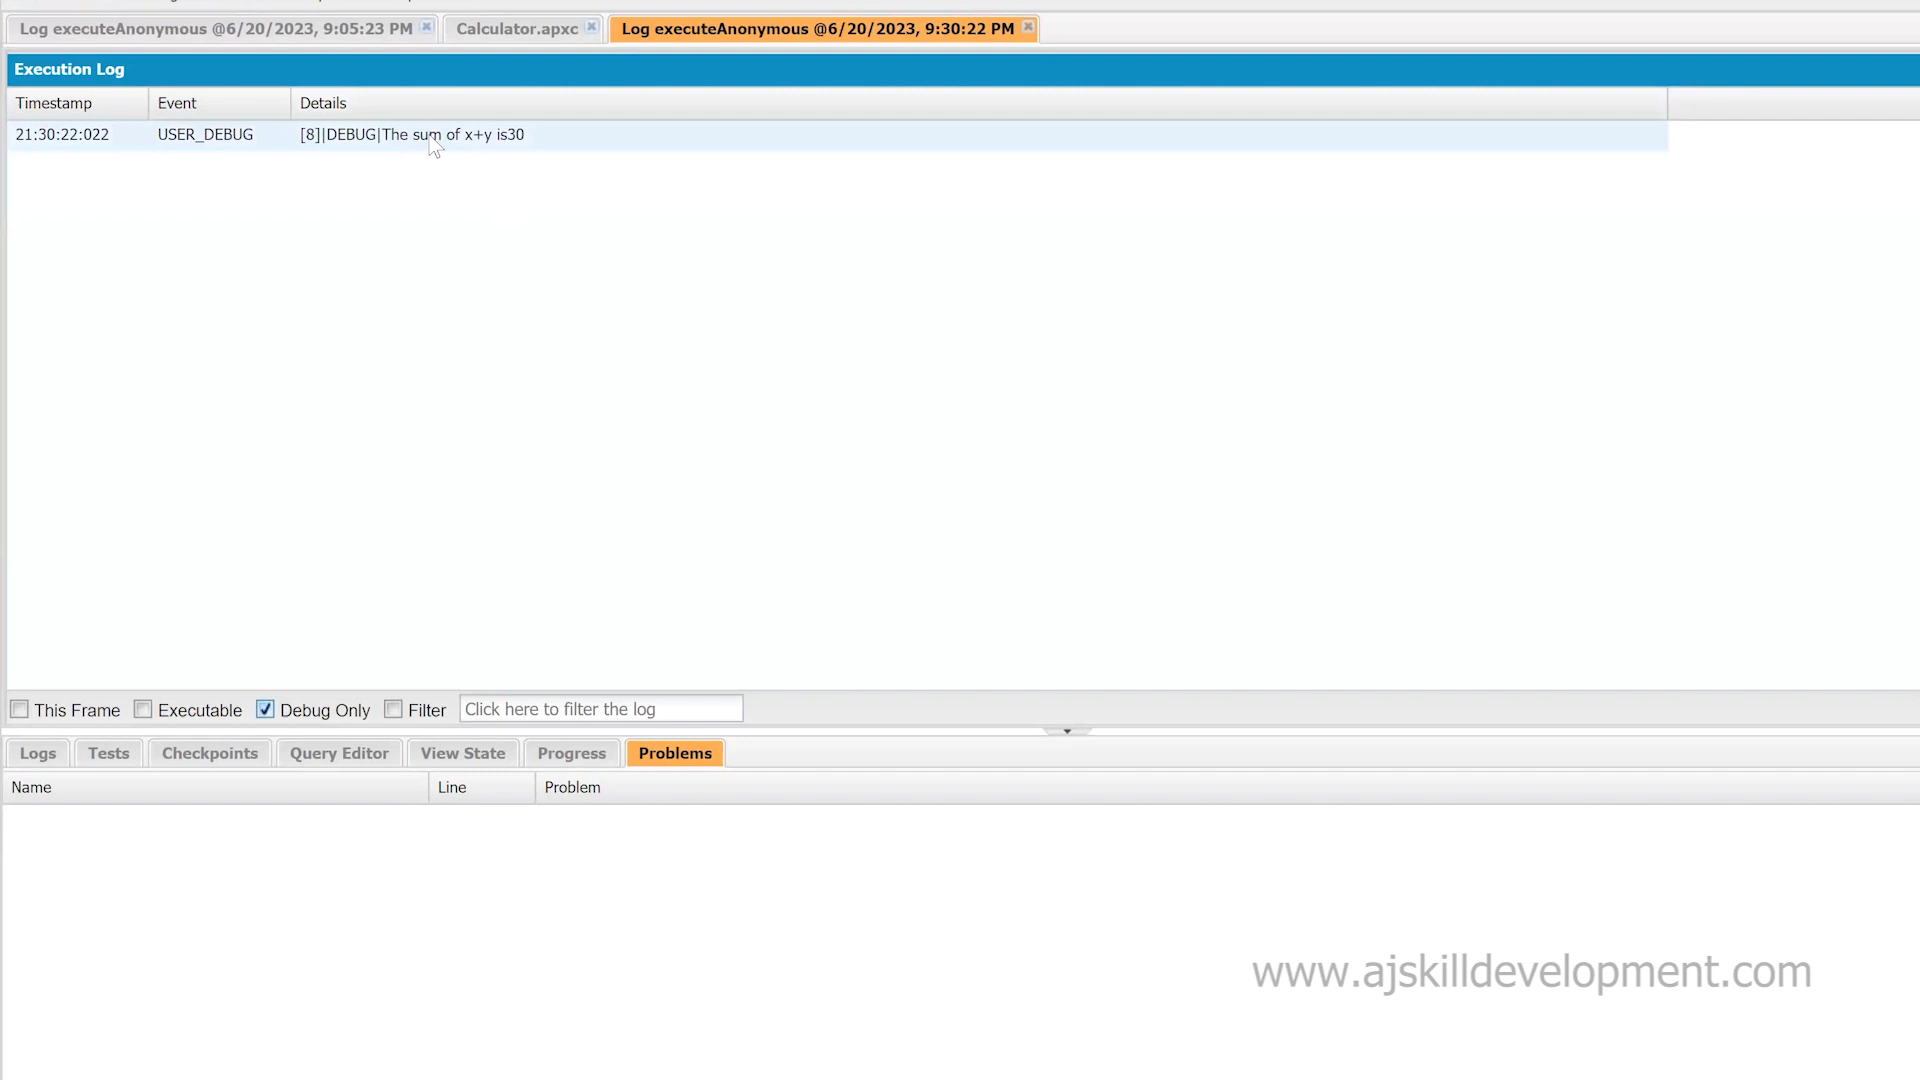 Log executeAnonymous @6/20/2023, 9:05:23 PM
Calculator.apxc
Log executeAnonymous @6/20/2023, 9:30:22 PM
Execution Log
Timestamp Event Details
21:30:22:022 USER_DEBUG [8]|DEBUG|The sum of x+y is30
This Frame Executable Debug Only Filter Click here to filter the log
Logs Tests Checkpoints Query Editor View State Progress Problems
Name Line Problem
www.ajskilldevelopment.com